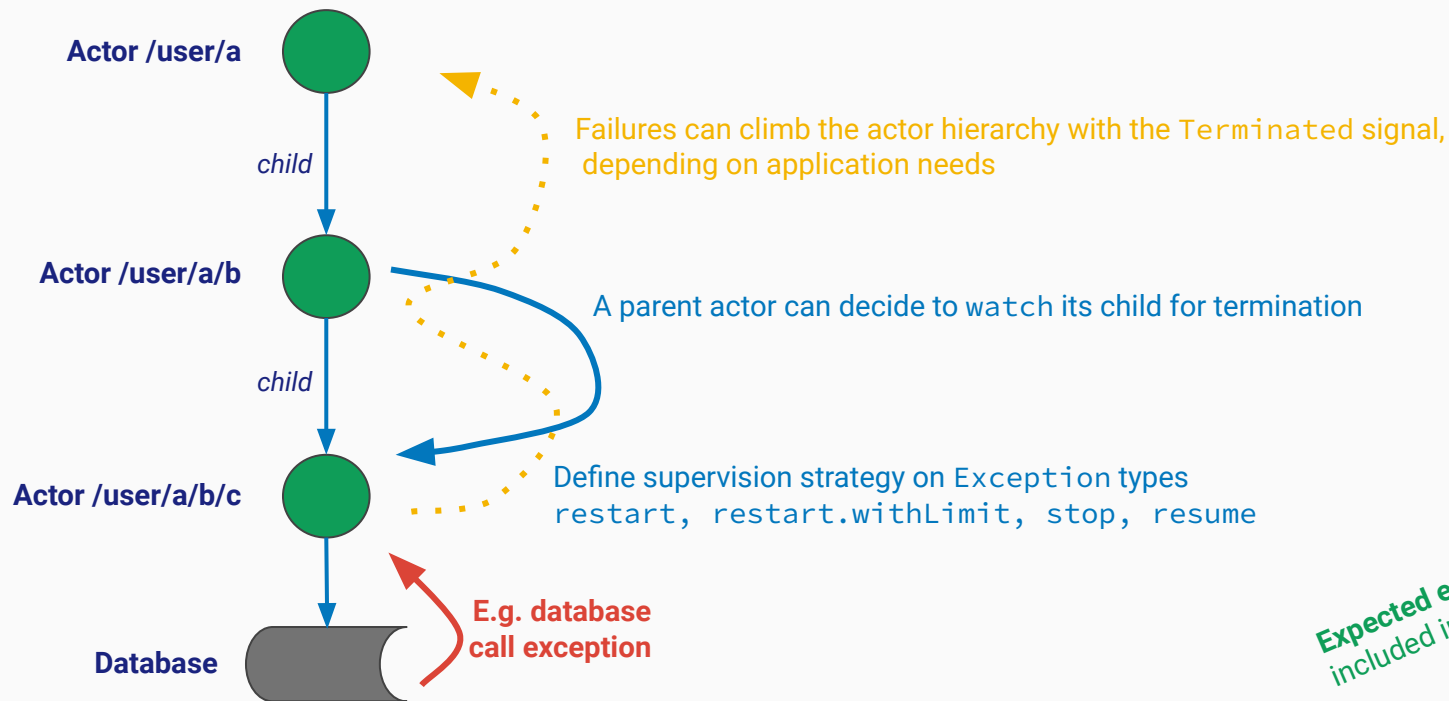 Actor /user/a
Failures can climb the actor hierarchy with the Terminated signal,
depending on application needs
child
Actor /user/a/b
A parent actor can decide to watch its child for termination
child
Define supervision strategy on Exception types
Actor /user/a/b/c
restart, restart.withLimit, stop, resume
E.g. database
call exception
Database
Expected
included